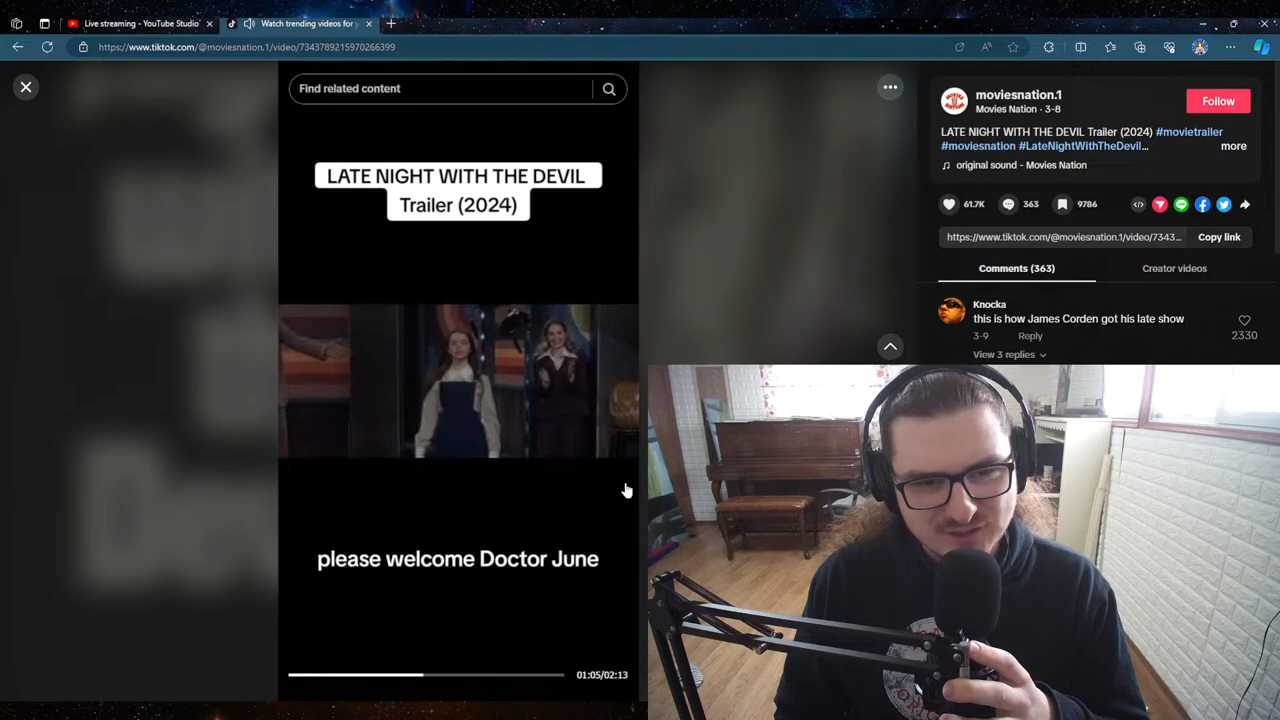 Live streaming - YouTube Studio
Watch trending videos for y
https://www.tiktok.com/@moviesnation.1/video/7343789215970266399
Find related content
LATE NIGHT WITH THE DEVIL
Trailer (2024)
please welcome Doctor June
01:05/02:13
moviesnation.1
Movies Nation · 3-8
Follow
LATE NIGHT WITH THE DEVIL Trailer (2024) #movietrailer
#moviesnation #LateNightWithTheDevil...
more
original sound - Movies Nation
61.7K
363
9786
https://www.tiktok.com/@moviesnation.1/video/7343...
Copy link
Comments (363)
Creator videos
Knocka
this is how James Corden got his late show
3-9
Reply
2330
View 3 replies